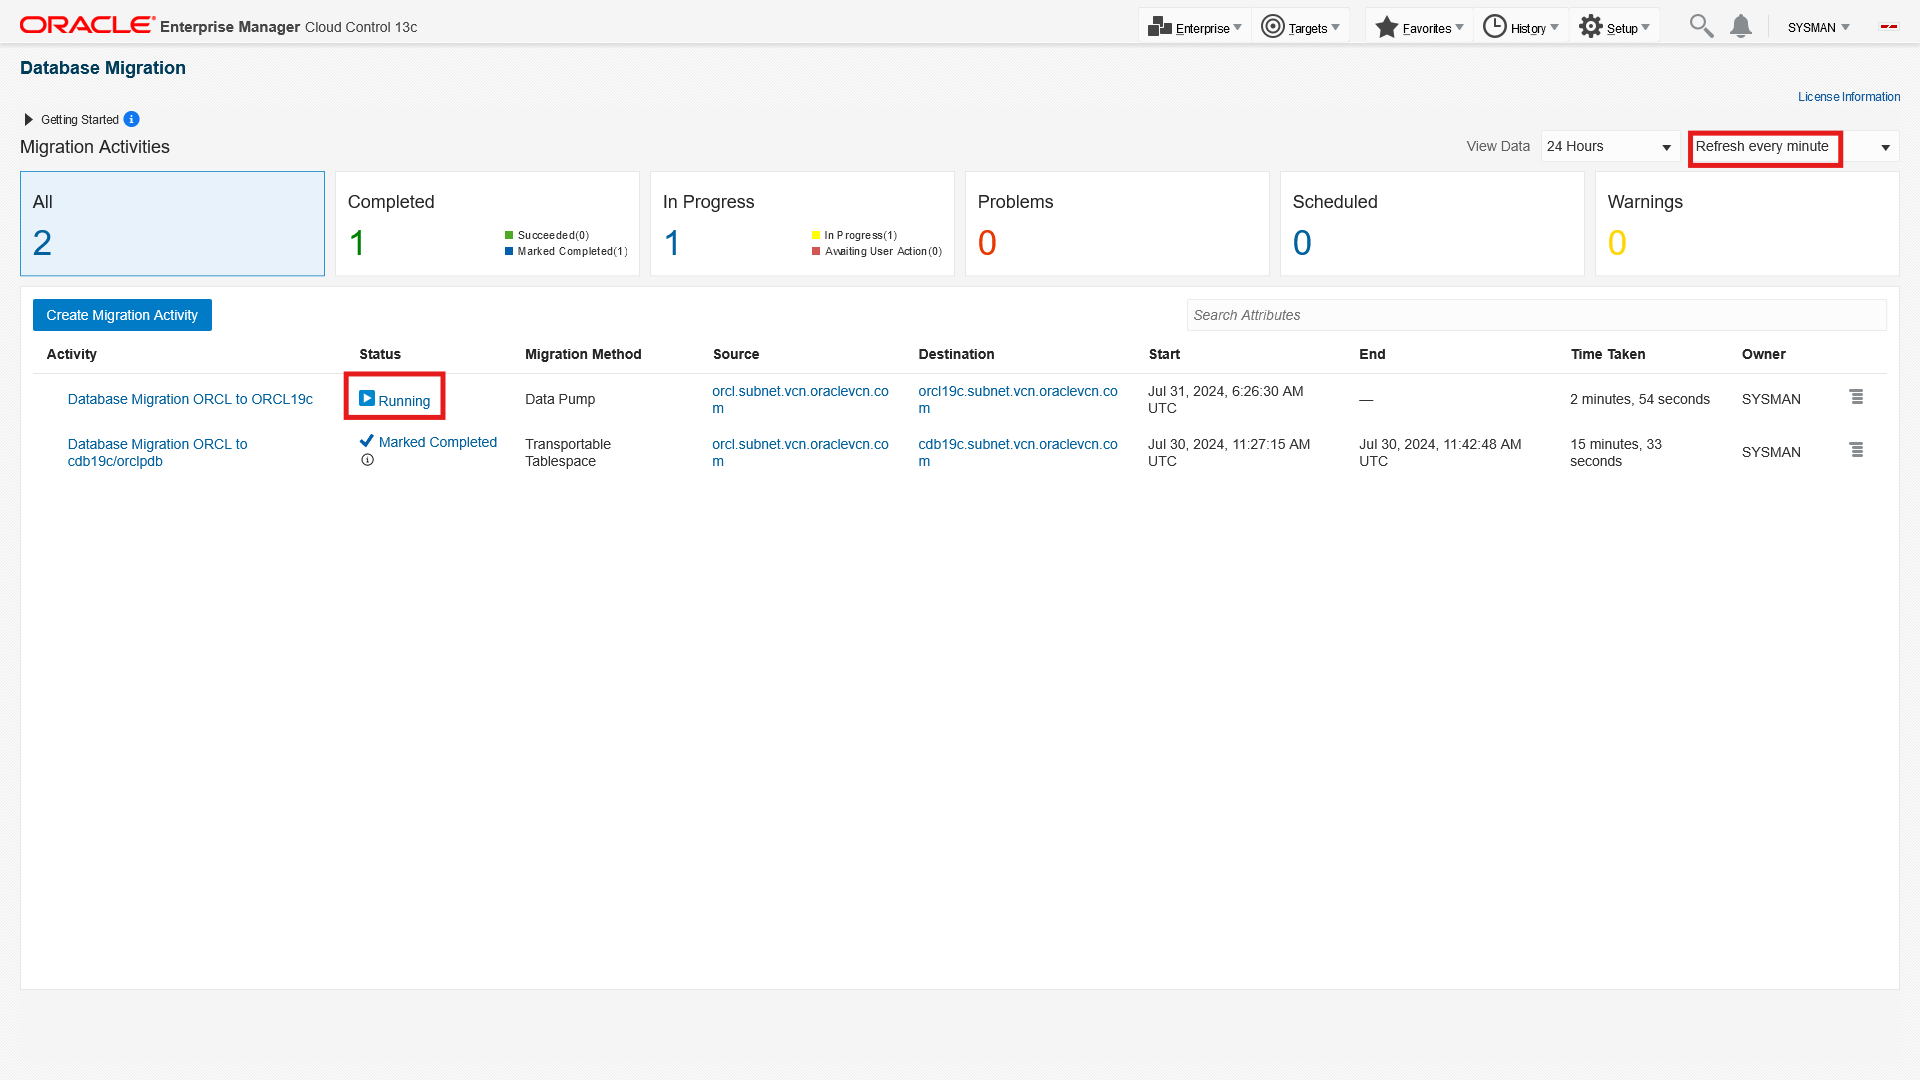 ORACLE Enterprise Manager Cloud Control 13c Enterprise Targets Favorites History Setup SYSMAN
Database Migration
License Information
Getting Started
Migration Activities View Data 24 Hours Refresh every minute
All Completed In Progress Problems Scheduled Warnings
2 1 Succeeded(0) 1 In Progress(1) 0 0 0
Marked Completed(1) Awaiting User Action(0)
Create Migration Activity Search Attributes
Activity Status Migration Method Source Destination Start End Time Taken Owner
Database Migration ORCL to ORCL19c Running Data Pump orcl.subnet.vcn.oraclevcn.co orcl19c.subnet.vcn.oraclevcn.co Jul 31, 2024, 6:26:30 AM — 2 minutes, 54 seconds SYSMAN
m m UTC
Database Migration ORCL to Marked Completed Transportable orcl.subnet.vcn.oraclevcn.co cdb19c.subnet.vcn.oraclevcn.co Jul 30, 2024, 11:27:15 AM Jul 30, 2024, 11:42:48 AM 15 minutes, 33 SYSMAN
cdb19c/orclpdb Tablespace m m UTC UTC seconds